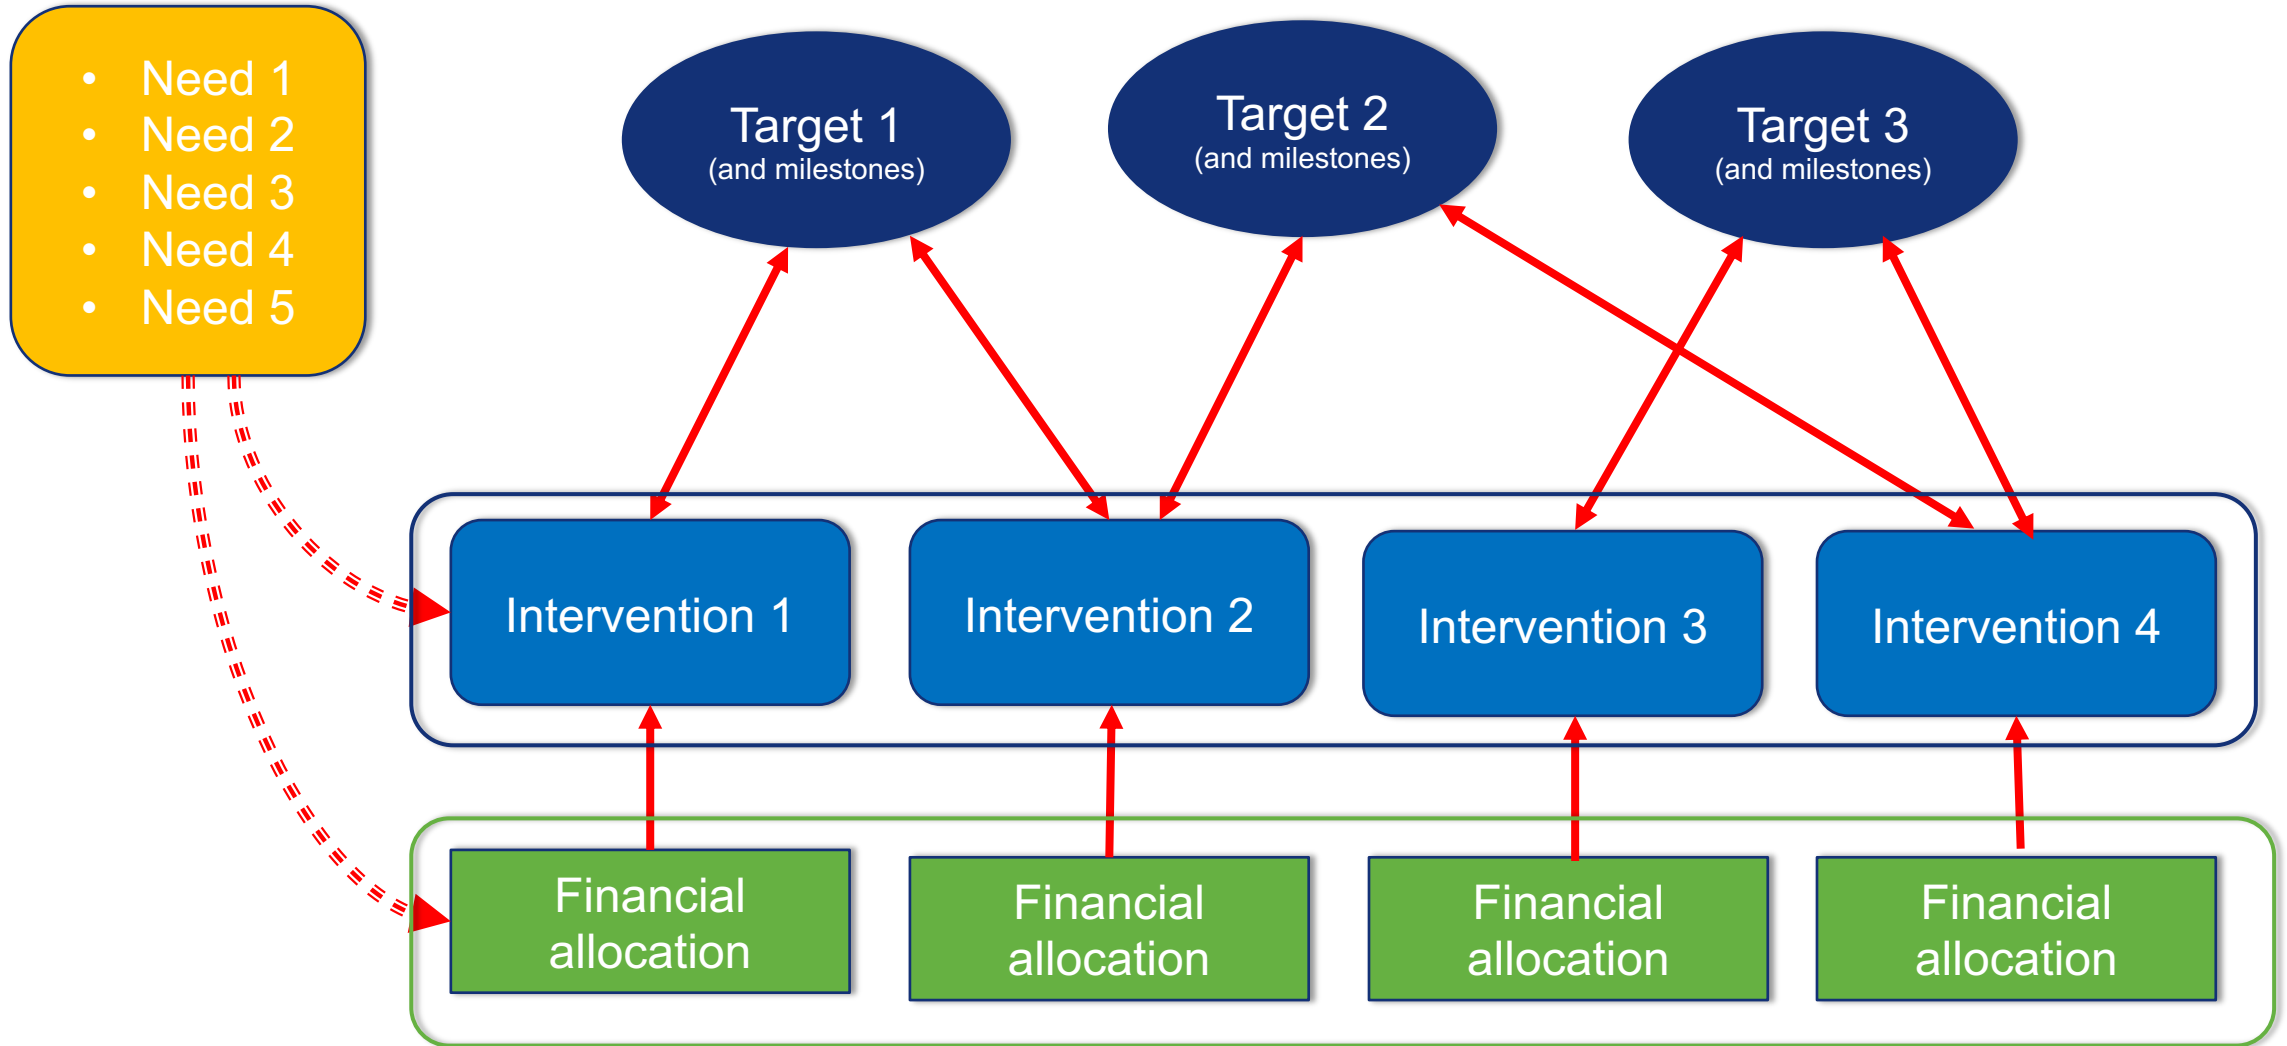 • Need 1
• Need 2
• Need 3
• Need 4
• Need 5
Target 1
(and milestones)
Target 2
(and milestones)
Target 3
(and milestones)
Intervention 1
Intervention 2
Intervention 3
Intervention 4
Financial
allocation
Financial
allocation
Financial
allocation
Financial
allocation